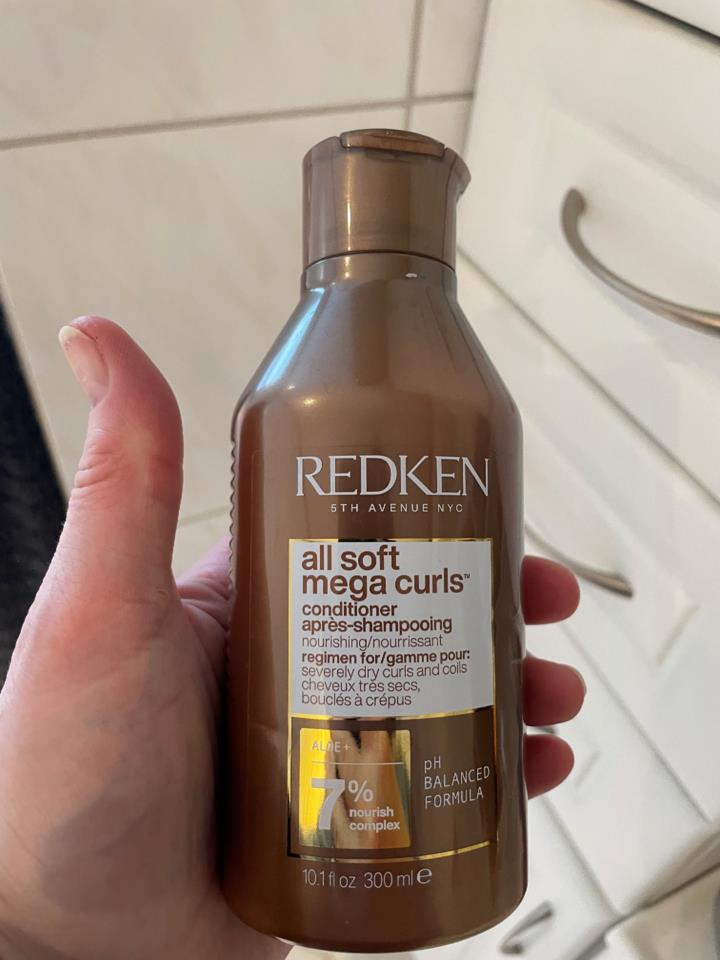 REDKEN
5TH AVENUE NYC
all soft
mega curls™
conditioner
après-shampooing
nourishing/nourrissant
regimen for/gamme pour:
severely dry curls and coils
cheveux très secs,
bouclés à crépus
ALOE+
7%
nourish
complex
pH
BALANCED
FORMULA
10.1 fl oz 300 ml ℮